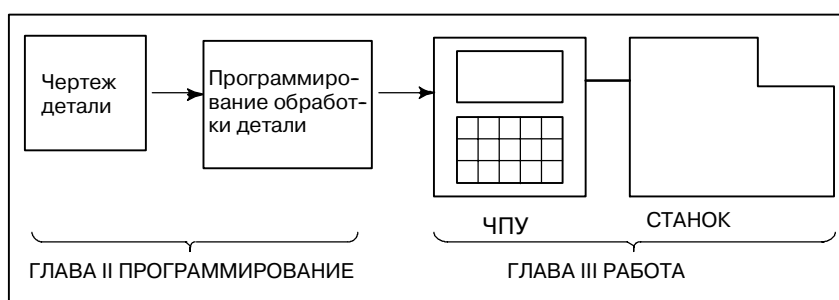 Чертеж
детали
Программиро-
вание обработ-
ки детали
ЧПУ
СТАНОК
ГЛАВА II ПРОГРАММИРОВАНИЕ
ГЛАВА III РАБОТА